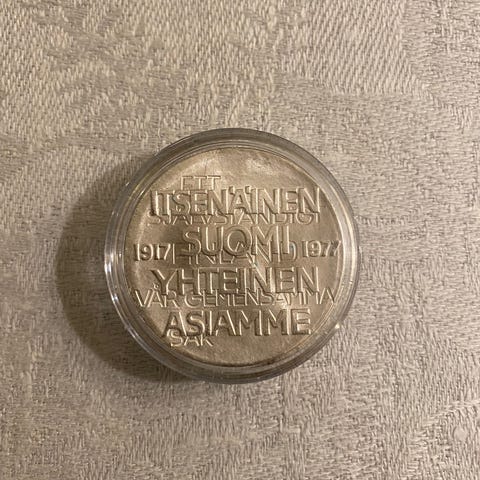 ETT
ITSENÄINEN
SJÄLVSTÄNDIGT
SUOMI
1917 FINLAND 1977
YHTEINEN
VÅR GEMENSAMMA
ASIAMME
SAK